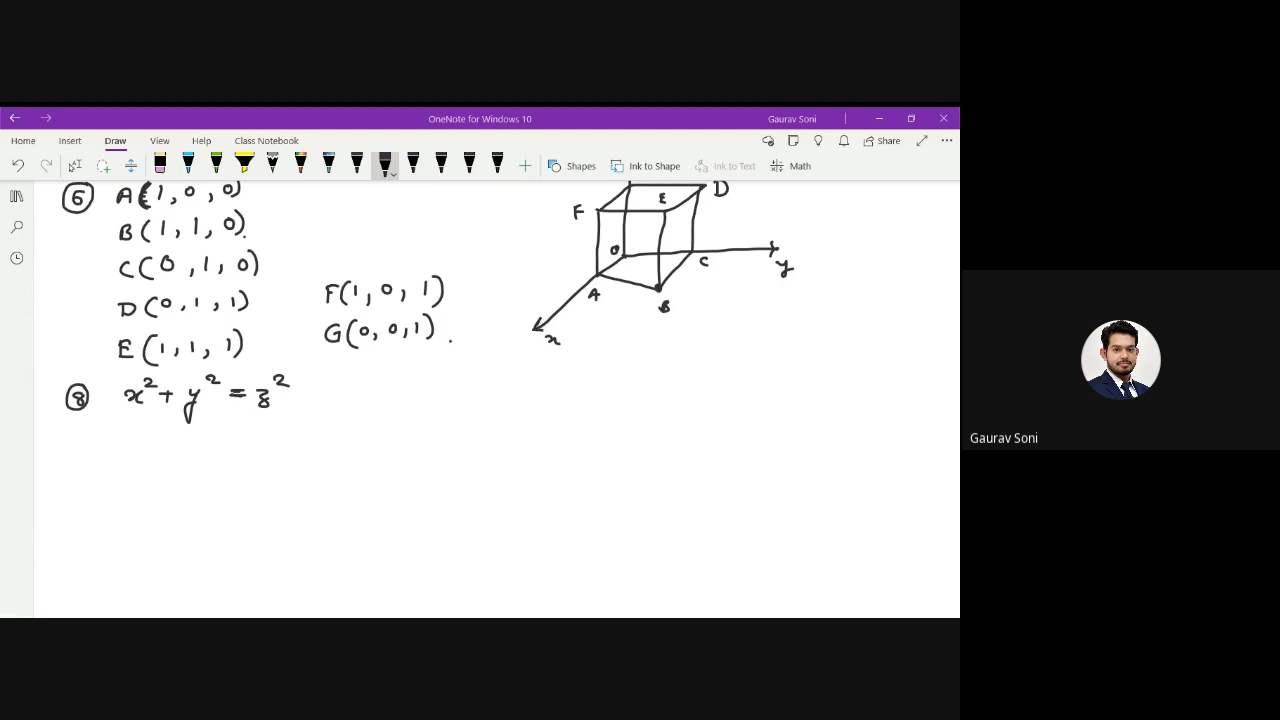 OneNote for Windows 10
Gaurav Soni
Home Insert Draw View Help Class Notebook
Share
Shapes Ink to Shape Ink to Text Math
⑥ A(1, 0, 0)
B(1, 1, 0).
C(0, 1, 0)
D(0, 1, 1)
E(1, 1, 1)
F(1, 0, 1)
G(0, 0, 1).
⑧ x² + y² = z²
D
E
F
O
C
y
A
B
x
Gaurav Soni